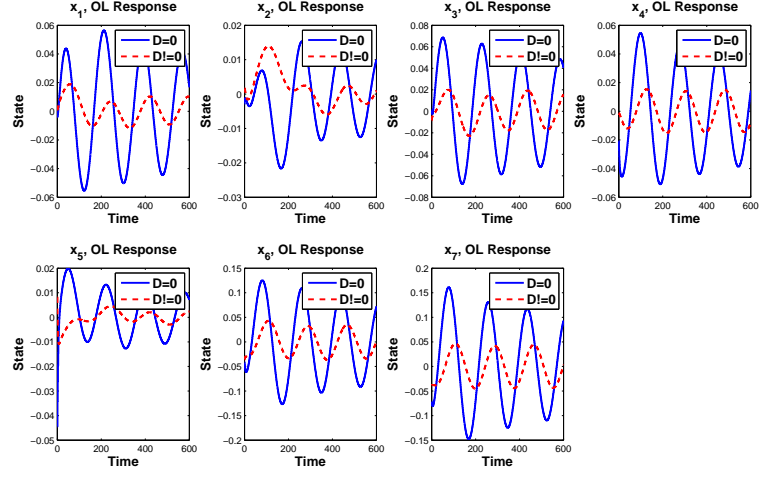 x1, OL Response
0.06
0.04
0.02
0
−0.02
−0.04
−0.06
0
200
400
600
State
Time
D=0
D!=0
x2, OL Response
0.02
0.01
0
−0.01
−0.02
−0.03
0
200
400
600
State
Time
D=0
D!=0
x3, OL Response
0.08
0.06
0.04
0.02
0
−0.02
−0.04
−0.06
−0.08
0
200
400
600
State
Time
D=0
D!=0
x4, OL Response
0.06
0.04
0.02
0
−0.02
−0.04
−0.06
0
200
400
600
State
Time
D=0
D!=0
x5, OL Response
0.02
0.01
0
−0.01
−0.02
−0.03
−0.04
−0.05
0
200
400
600
State
Time
D=0
D!=0
x6, OL Response
0.15
0.1
0.05
0
−0.05
−0.1
−0.15
−0.2
0
200
400
600
State
Time
D=0
D!=0
x7, OL Response
0.2
0.15
0.1
0.05
0
−0.05
−0.1
−0.15
0
200
400
600
State
Time
D=0
D!=0